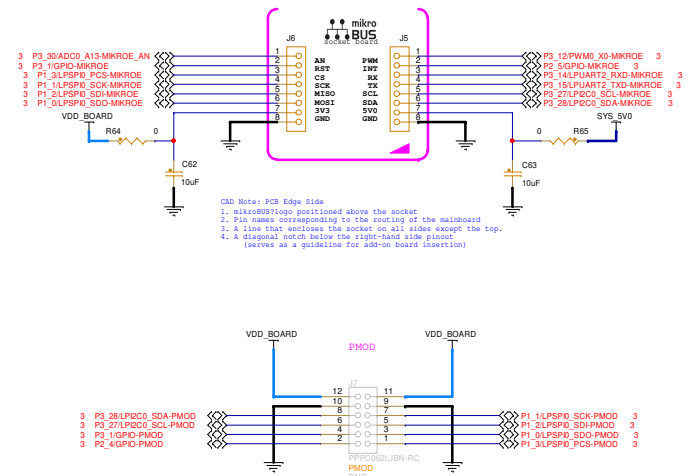 mikro
BUS
socket board
J6
J5
1
2
3
4
5
6
7
8
AN
RST
CS
SCK
MISO
MOSI
3V3
GND
PWM
INT
RX
TX
SCL
SDA
5V0
GND
1
2
3
4
5
6
7
8
3 P3_30/ADC0_A13-MIKROE_AN
3 P3_1/GPIO-MIKROE
3 P1_3/LPSPI0_PCS-MIKROE
3 P1_1/LPSPI0_SCK-MIKROE
3 P1_2/LPSPI0_SDI-MIKROE
3 P1_0/LPSPI0_SDO-MIKROE
P3_12/PWM0_X0-MIKROE 3
P2_5/GPIO-MIKROE 3
P3_14/LPUART2_RXD-MIKROE 3
P3_15/LPUART2_TXD-MIKROE 3
P3_27/LPI2C0_SCL-MIKROE 3
P3_28/LPI2C0_SDA-MIKROE 3
VDD_BOARD
R64
0
C62
10uF
SYS_5V0
0
R65
C63
10uF
CAD Note: PCB Edge Side
1. mikroBUS?logo positioned above the socket
2. Pin names corresponding to the routing of the mainboard
3. A line that encloses the socket on all sides except the top.
4. A diagonal notch below the right-hand side pinout
(serves as a guideline for add-on board insertion)
VDD_BOARD
VDD_BOARD
PMOD
J7
12
10
8
6
4
2
11
9
7
5
3
1
3 P3_28/LPI2C0_SDA-PMOD
3 P3_27/LPI2C0_SCL-PMOD
3 P3_1/GPIO-PMOD
3 P2_4/GPIO-PMOD
P1_1/LPSPI0_SCK-PMOD 3
P1_2/LPSPI0_SDI-PMOD 3
P1_0/LPSPI0_SDO-PMOD 3
P1_3/LPSPI0_PCS-PMOD 3
PPPC062LJBN-RC
PMOD